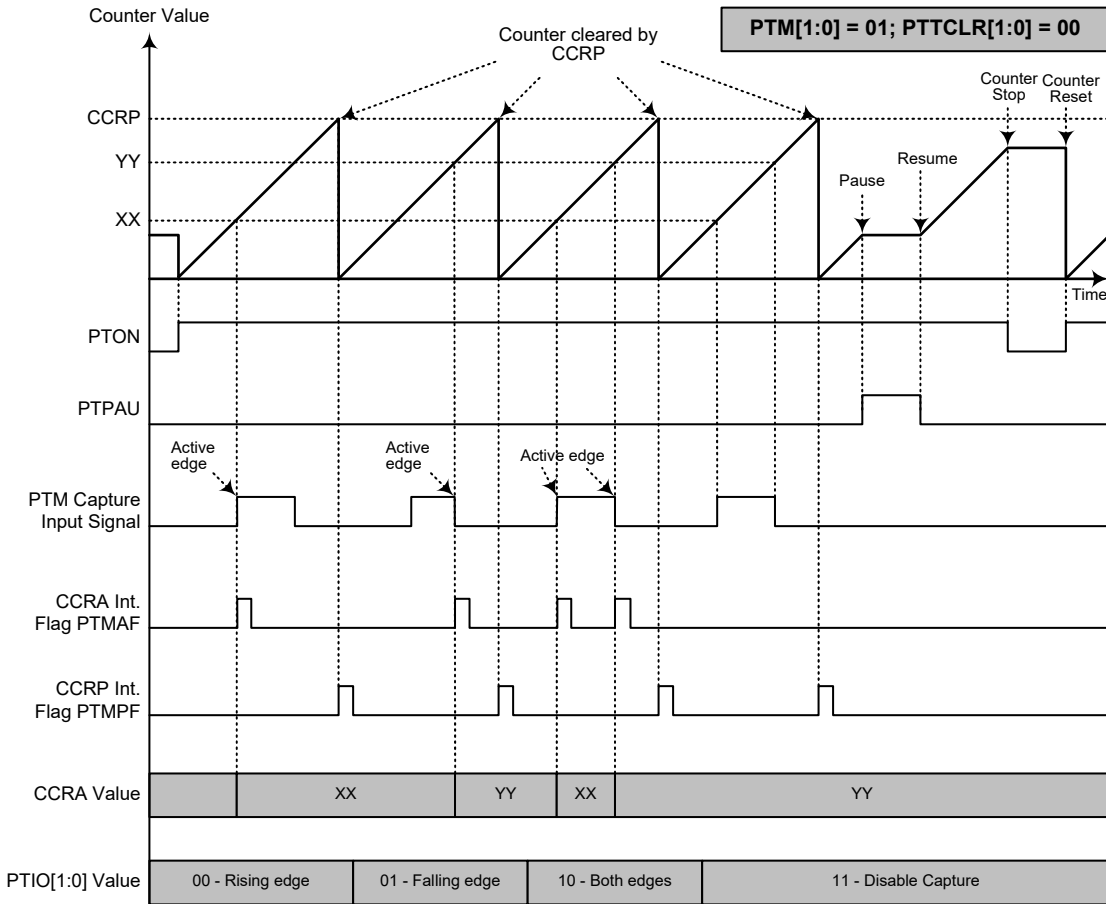 Counter Value
PTM[1:0] = 01; PTTCLR[1:0] = 00
Counter cleared by
CCRP
Counter
Stop
Counter
Reset
CCRP
YY
XX
Pause
Resume
Time
PTON
PTPAU
Active
edge
Active
edge
Active edge
PTM Capture
Input Signal
CCRA Int.
Flag PTMAF
CCRP Int.
Flag PTMPF
CCRA Value
XX
YY
XX
YY
PTIO[1:0] Value
00 - Rising edge
01 - Falling edge
10 - Both edges
11 - Disable Capture